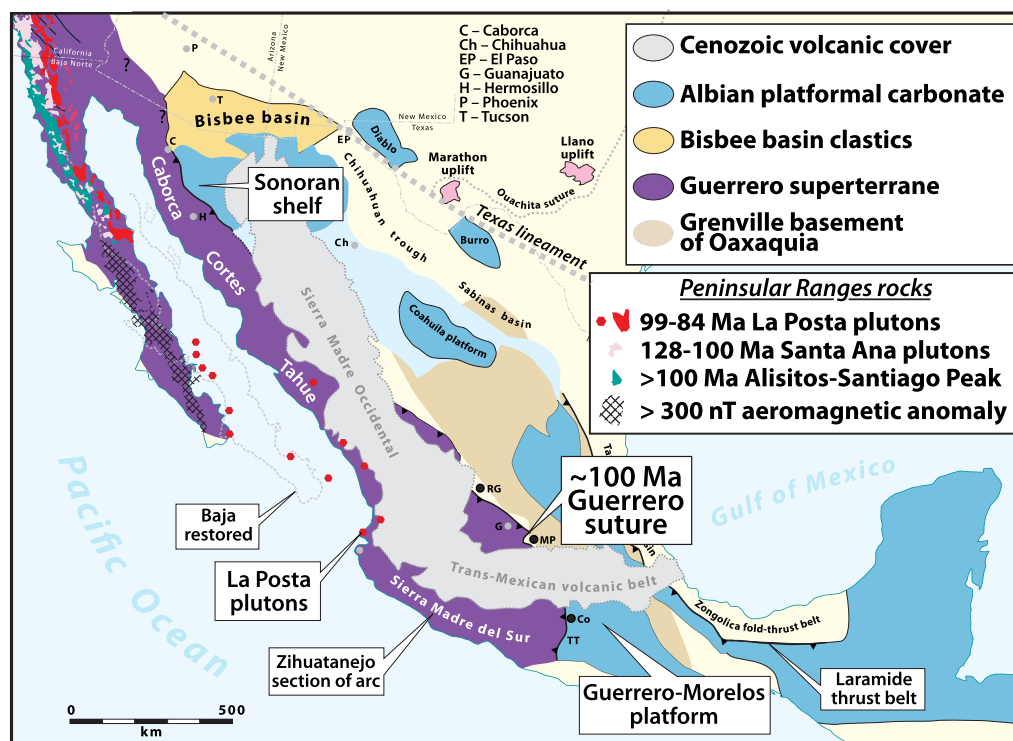 C – Caborca
Ch – Chihuahua
EP – El Paso
G – Guanajuato
H – Hermosillo
P – Phoenix
T – Tucson
Cenozoic volcanic cover
Albian platformal carbonate
Bisbee basin clastics
Guerrero superterrane
Grenville basement
of Oaxaquia
Peninsular Ranges rocks
99-84 Ma La Posta plutons
128-100 Ma Santa Ana plutons
>100 Ma Alisitos-Santiago Peak
> 300 nT aeromagnetic anomaly
California
Baja Norte
Arizona
New Mexico
P
?
?
T
Bisbee basin
New Mexico
Texas
EP
Diablo
C
Caborca
Sonoran
shelf
H
Chihuahuan trough
Marathon
uplift
Llano
uplift
Ouachita suture
Texas lineament
Burro
Ch
Cortes
Sabinas basin
Coahuila platform
Sierra Madre Occidental
Tahue
Ta
sin
RG
~100 Ma
Guerrero
suture
G
MP
Gulf of Mexico
Pacific Ocean
Baja
restored
La Posta
plutons
Trans-Mexican volcanic belt
Sierra Madre del Sur
Co
TT
Zongolica fold-thrust belt
Zihuatanejo
section of arc
Guerrero-Morelos
platform
Laramide
thrust belt
0
500
km